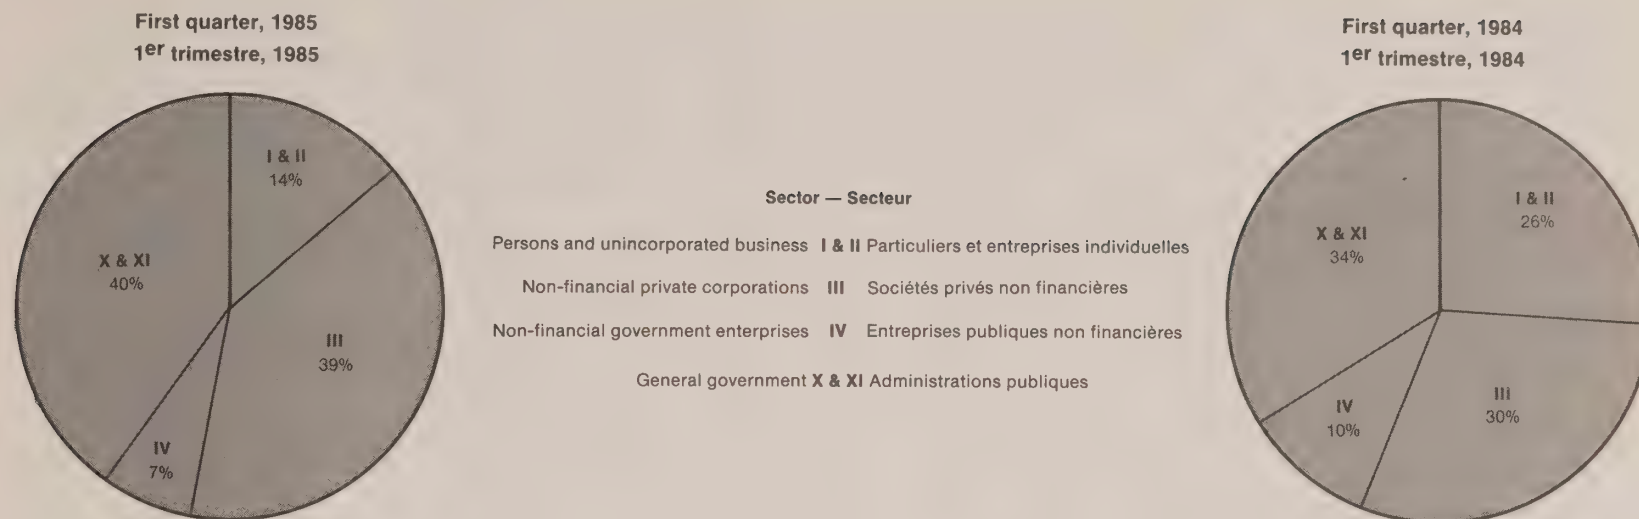 First quarter, 1985
1er trimestre, 1985
I & II
14%
X & XI
40%
III
39%
IV
7%
Sector — Secteur
Persons and unincorporated business I & II Particuliers et entreprises individuelles
Non-financial private corporations III Sociétés privés non financières
Non-financial government enterprises IV Entreprises publiques non financières
General government X & XI Administrations publiques
First quarter, 1984
1er trimestre, 1984
I & II
26%
X & XI
34%
III
30%
IV
10%